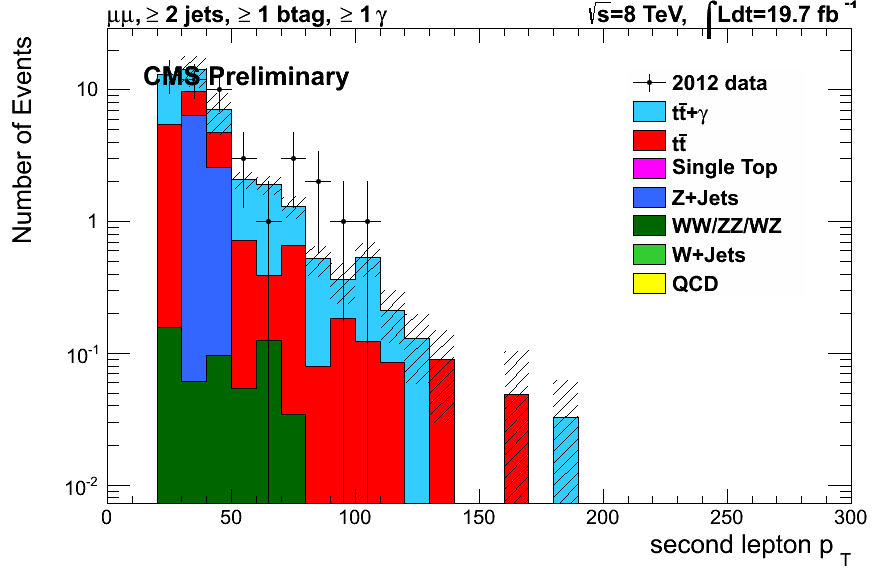 μμ, ≥ 2 jets, ≥ 1 btag, ≥ 1 γ
√s=8 TeV, ∫Ldt=19.7 fb⁻¹
CMS Preliminary
2012 data
tt̄+γ
tt̄
Single Top
Z+Jets
WW/ZZ/WZ
W+Jets
QCD
Number of Events
10
1
10⁻¹
10⁻²
0 50 100 150 200 250 300
second lepton p_T